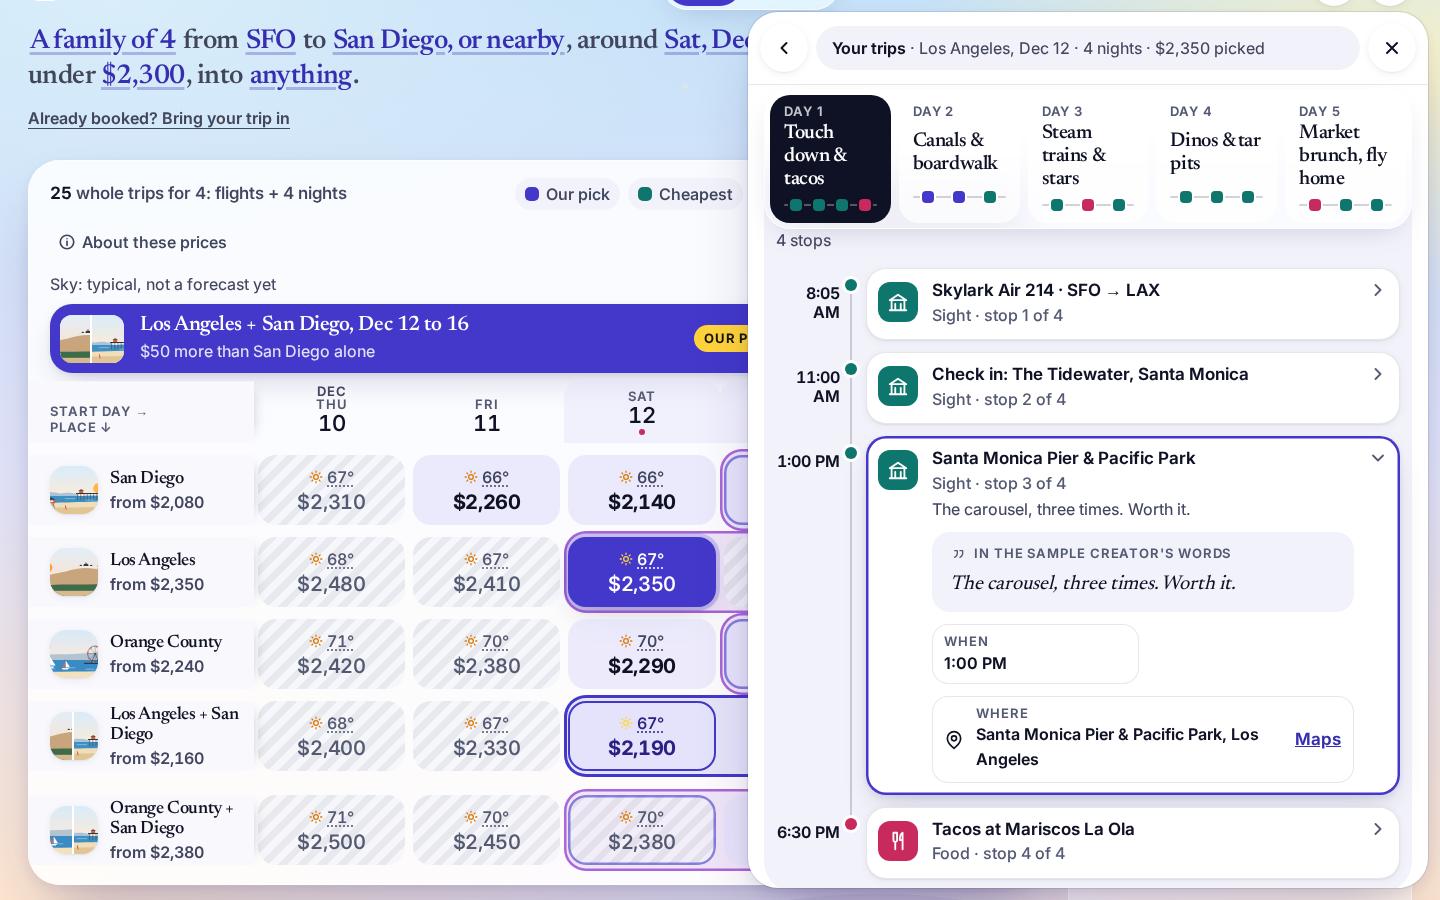 A family of 4 from SFO to San Diego, or nearby, around Sat, Dec
under $2,300, into anything.
Already booked? Bring your trip in
25 whole trips for 4: flights + 4 nights
Our pick
Cheapest
About these prices
Sky: typical, not a forecast yet
Los Angeles + San Diego, Dec 12 to 16
$50 more than San Diego alone
OUR P
START DAY →
PLACE ↓
DEC
THU
10
FRI
11
SAT
12
San Diego
from $2,080
67°
$2,310
66°
$2,260
66°
$2,140
Los Angeles
from $2,350
68°
$2,480
67°
$2,410
67°
$2,350
Orange County
from $2,240
71°
$2,420
70°
$2,380
70°
$2,290
Los Angeles + San
Diego
from $2,160
68°
$2,400
67°
$2,330
67°
$2,190
Orange County +
San Diego
from $2,380
71°
$2,500
70°
$2,450
70°
$2,380
Your trips · Los Angeles, Dec 12 · 4 nights · $2,350 picked
DAY 1
Touch
down &
tacos
DAY 2
Canals &
boardwalk
DAY 3
Steam
trains &
stars
DAY 4
Dinos & tar
pits
DAY 5
Market
brunch, fly
home
4 stops
8:05
AM
Skylark Air 214 · SFO → LAX
Sight · stop 1 of 4
11:00
AM
Check in: The Tidewater, Santa Monica
Sight · stop 2 of 4
1:00 PM
Santa Monica Pier & Pacific Park
Sight · stop 3 of 4
The carousel, three times. Worth it.
IN THE SAMPLE CREATOR'S WORDS
The carousel, three times. Worth it.
WHEN
1:00 PM
WHERE
Santa Monica Pier & Pacific Park, Los
Angeles
Maps
6:30 PM
Tacos at Mariscos La Ola
Food · stop 4 of 4